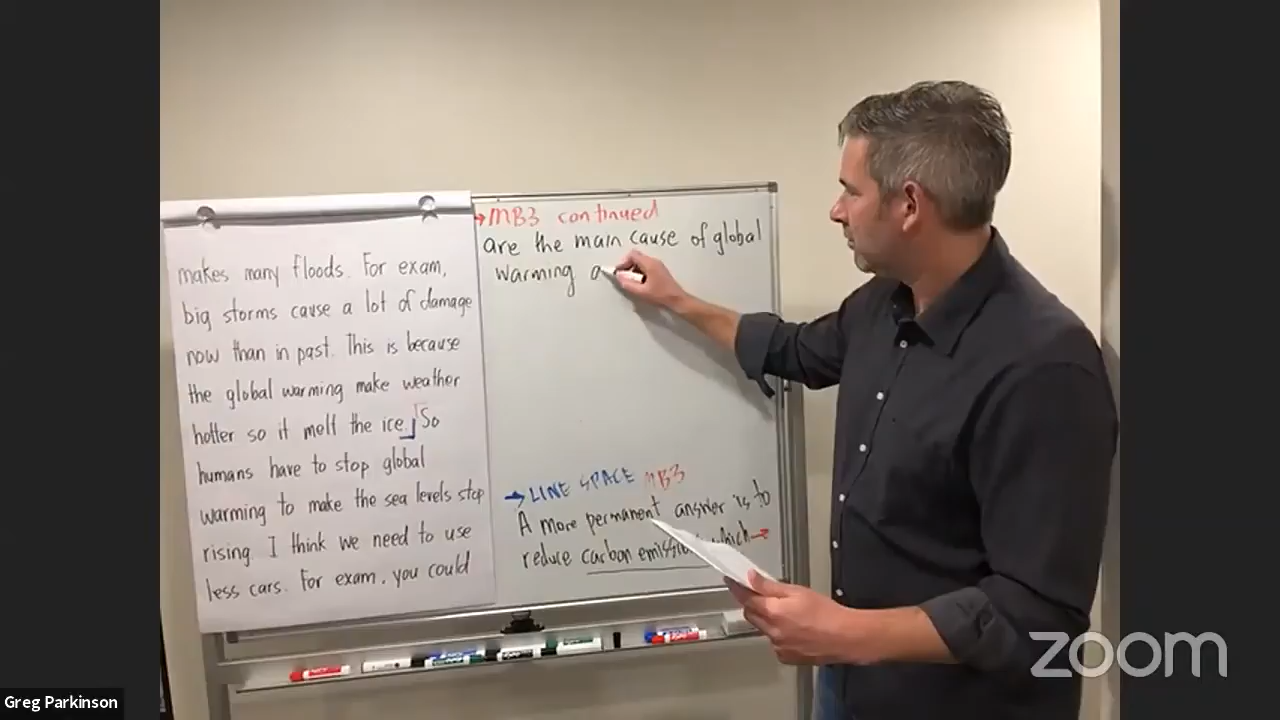 makes many floods. For exam,
big storms cause a lot of damage
now than in past. This is because
the global warming make weather
hotter so it melt the ice. So
humans have to stop global
warming to make the sea levels stop
rising. I think we need to use
less cars. For exam, you could
→MB3 continued
are the main cause of global
warming a
→LINE SPACE MB3
A more permanent answer is to
reduce carbon emissio which→
Greg Parkinson
zoom